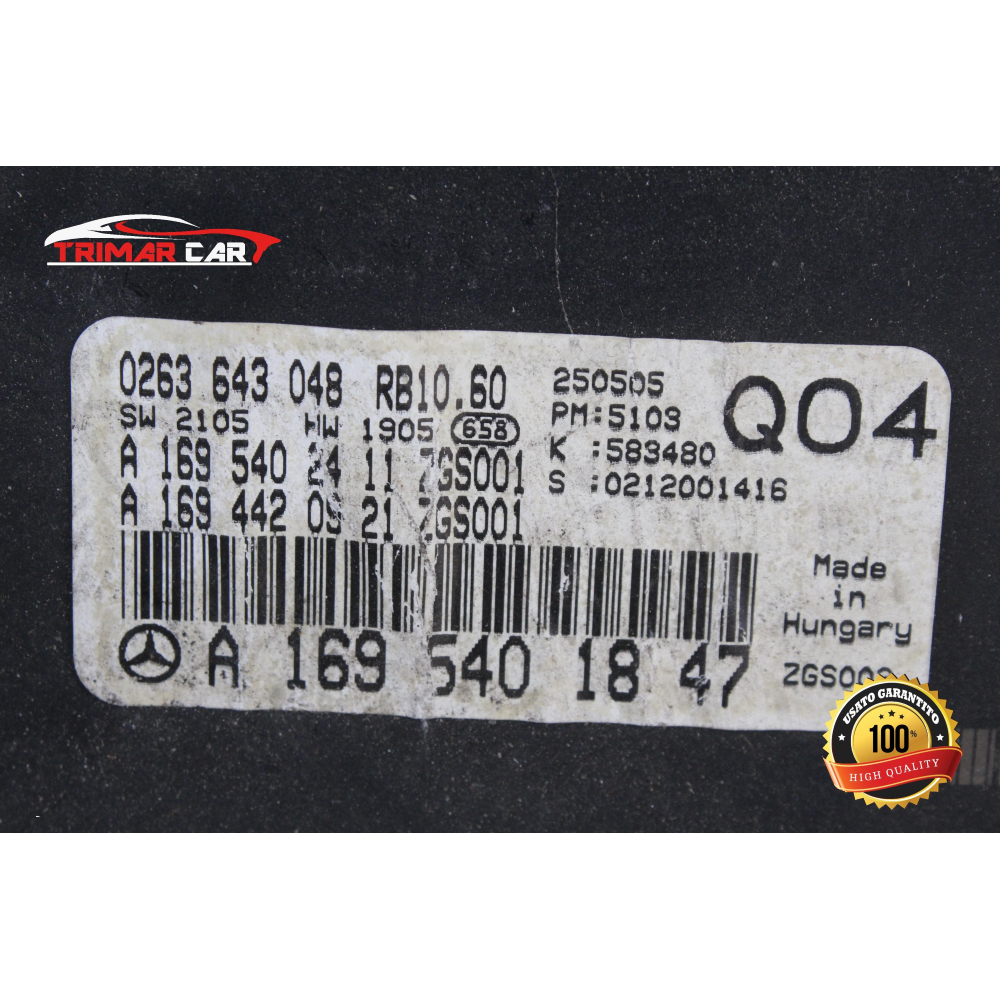 TRIMAR CAR
0263 643 048 RB10.60
SW 2105 HW 1905 658
A 169 540 24 11 ZGS001
A 169 442 09 21 ZGS001
250505
PM:5103
K :583480
S :0212001416
Q04
Made
in
Hungary
A 169 540 18 47
USATO GARANTITO
100%
HIGH QUALITY